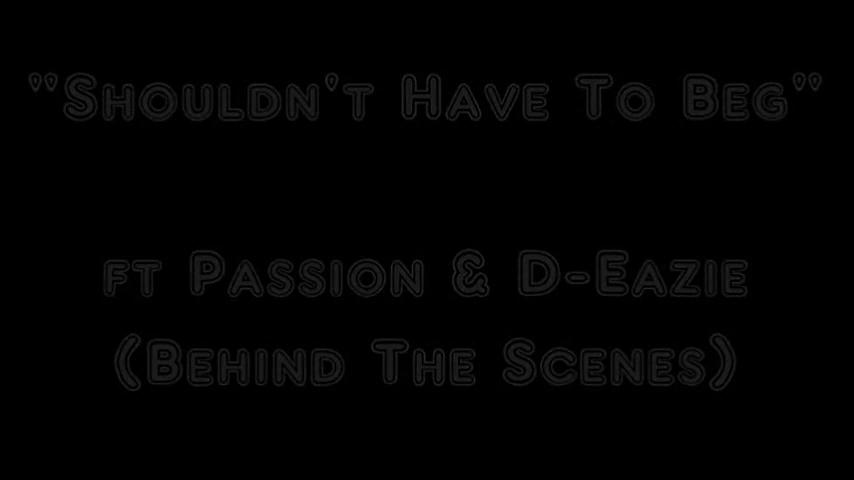 "Shouldn't Have To Beg"
ft Passion & D-Eazie
(Behind The Scenes)